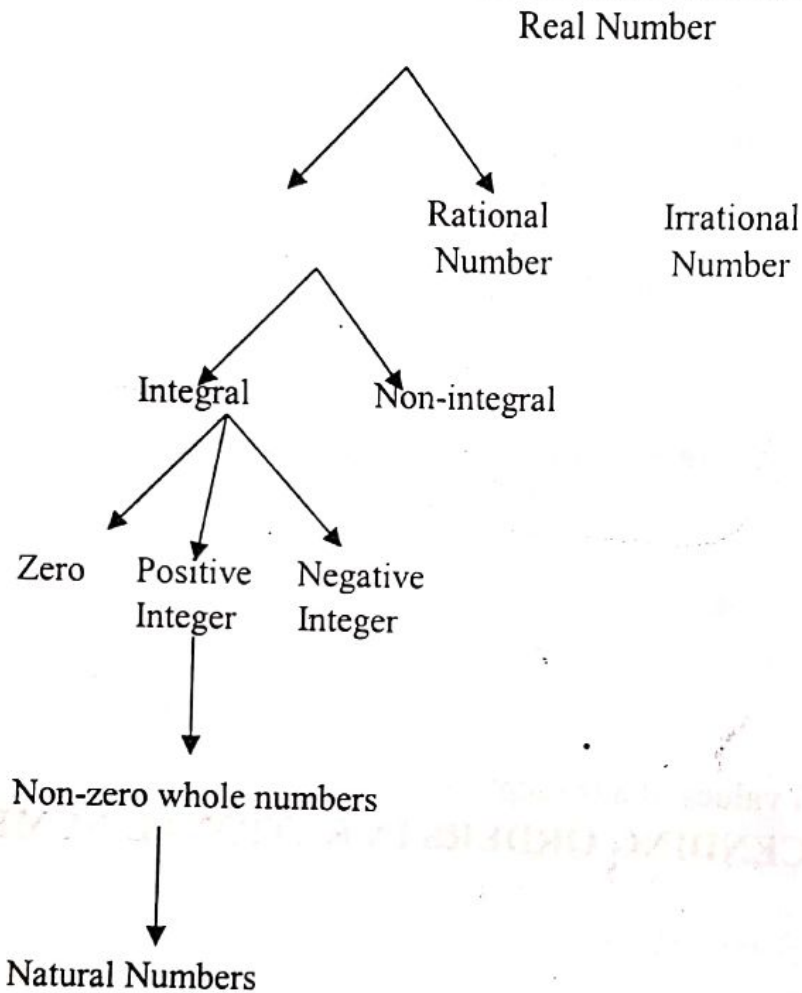 Real Number
Rational Irrational
Number Number
Integral Non-integral
Zero Positive Negative
Integer Integer
Non-zero whole numbers
Natural Numbers